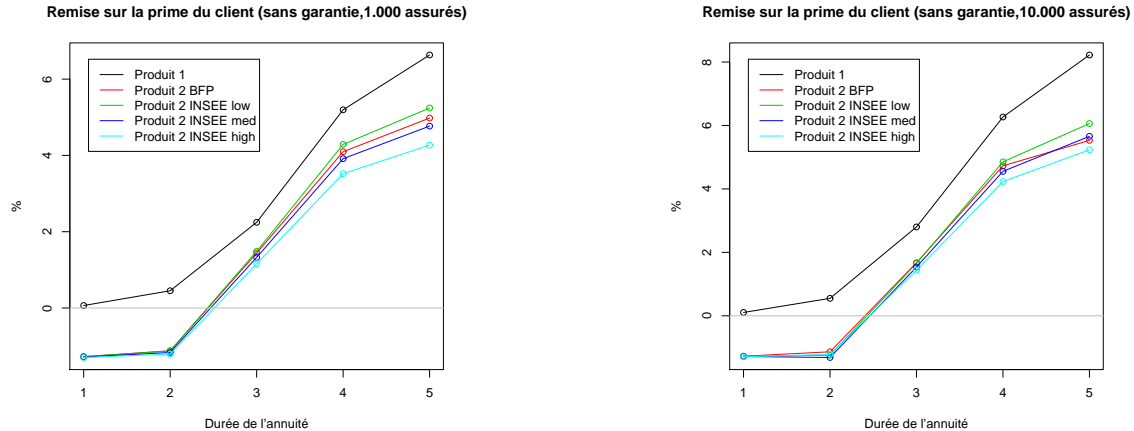 Remise sur la prime du client (sans garantie,1.000 assurés)
Produit 1
Produit 2 BFP
Produit 2 INSEE low
Produit 2 INSEE med
Produit 2 INSEE high
%
6
4
2
0
1 2 3 4 5
Durée de l'annuité
Remise sur la prime du client (sans garantie,10.000 assurés)
Produit 1
Produit 2 BFP
Produit 2 INSEE low
Produit 2 INSEE med
Produit 2 INSEE high
%
8
6
4
2
0
1 2 3 4 5
Durée de l'annuité